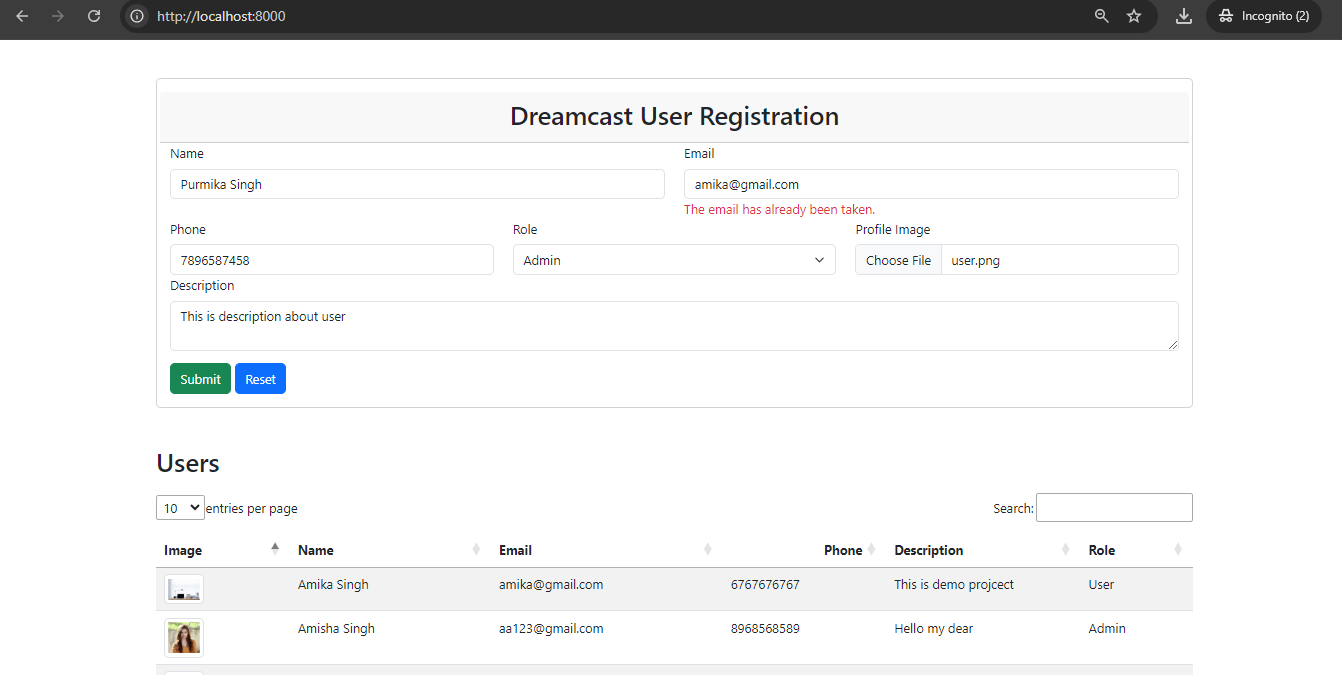 http://localhost:8000
Incognito (2)
Dreamcast User Registration
Name
Email
Purmika Singh
amika@gmail.com
The email has already been taken.
Phone
Role
Profile Image
7896587458
Admin
Choose File user.png
Description
This is description about user
Submit
Reset
Users
10 entries per page
Search:
Image Name Email Phone Description Role
Amika Singh amika@gmail.com 6767676767 This is demo projcect User
Amisha Singh aa123@gmail.com 8968568589 Hello my dear Admin